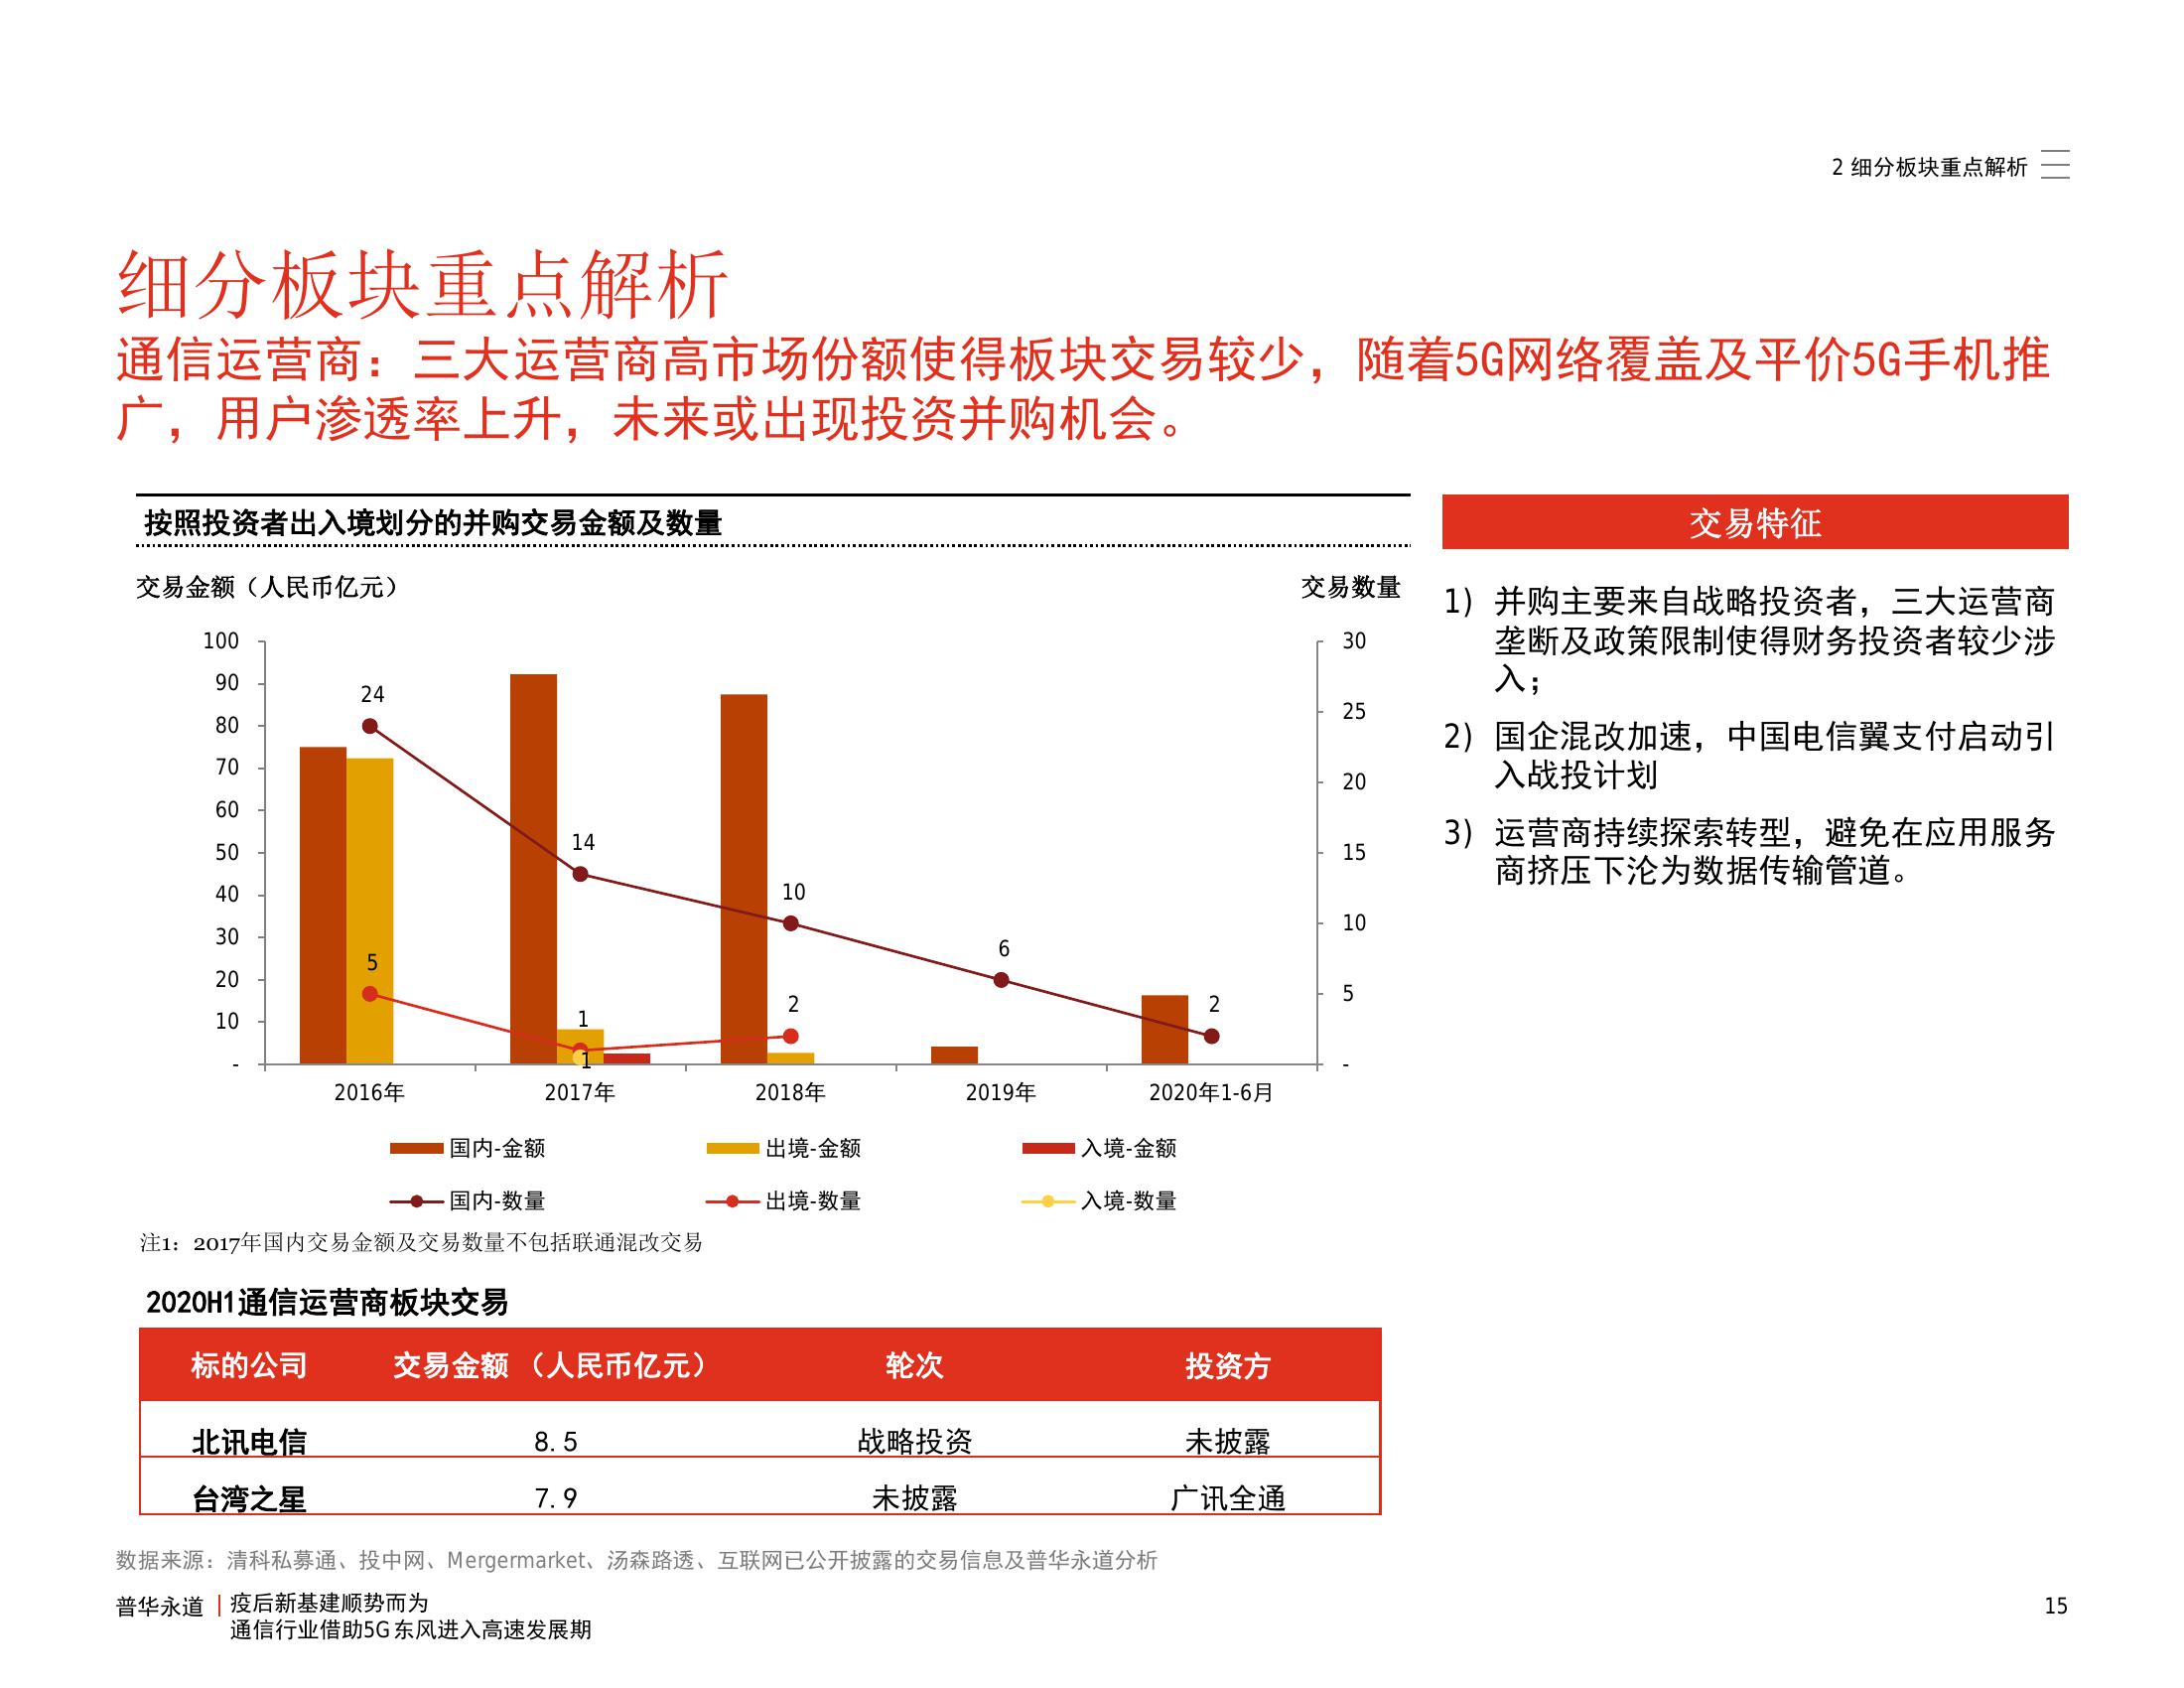 2 细分板块重点解析
细分板块重点解析
通信运营商：三大运营商高市场份额使得板块交易较少，随着5G网络覆盖及平价5G手机推
广，用户渗透率上升，未来或出现投资并购机会。
按照投资者出入境划分的并购交易金额及数量
交易金额（人民币亿元） 交易数量
100 30
90
24
80 25
70
20
60
14
50 15
10
40
30 10
6
5
20 5
2 2
1
10
1
- -
2016年 2017年 2018年 2019年 2020年1-6月
国内-金额 出境-金额 入境-金额
国内-数量 出境-数量 入境-数量
注1：2017年国内交易金额及交易数量不包括联通混改交易
交易特征
1) 并购主要来自战略投资者，三大运营商
垄断及政策限制使得财务投资者较少涉
入；
2) 国企混改加速，中国电信翼支付启动引
入战投计划
3) 运营商持续探索转型，避免在应用服务
商挤压下沦为数据传输管道。
2020H1通信运营商板块交易
标的公司 交易金额（人民币亿元） 轮次 投资方
北讯电信 8.5 战略投资 未披露
台湾之星 7.9 未披露 广讯全通
数据来源：清科私募通、投中网、Mergermarket、汤森路透、互联网已公开披露的交易信息及普华永道分析
普华永道 疫后新基建顺势而为
通信行业借助5G东风进入高速发展期
15